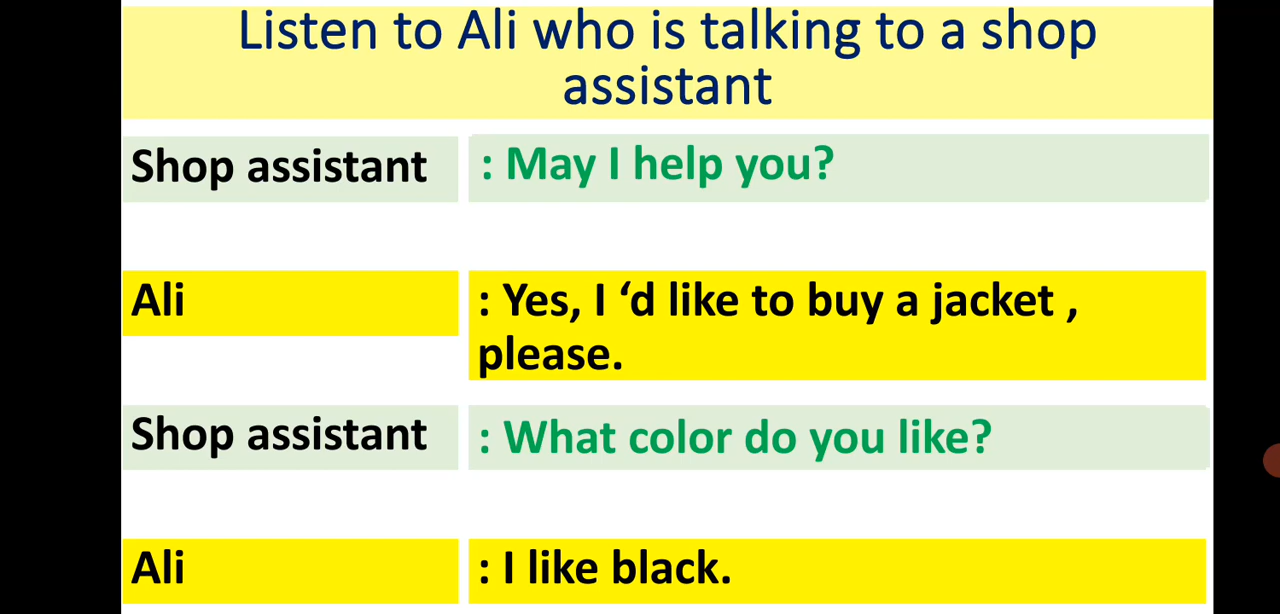 Listen to Ali who is talking to a shop
assistant
Shop assistant : May I help you?
Ali : Yes, I ‘d like to buy a jacket ,
please.
Shop assistant : What color do you like?
Ali : I like black.